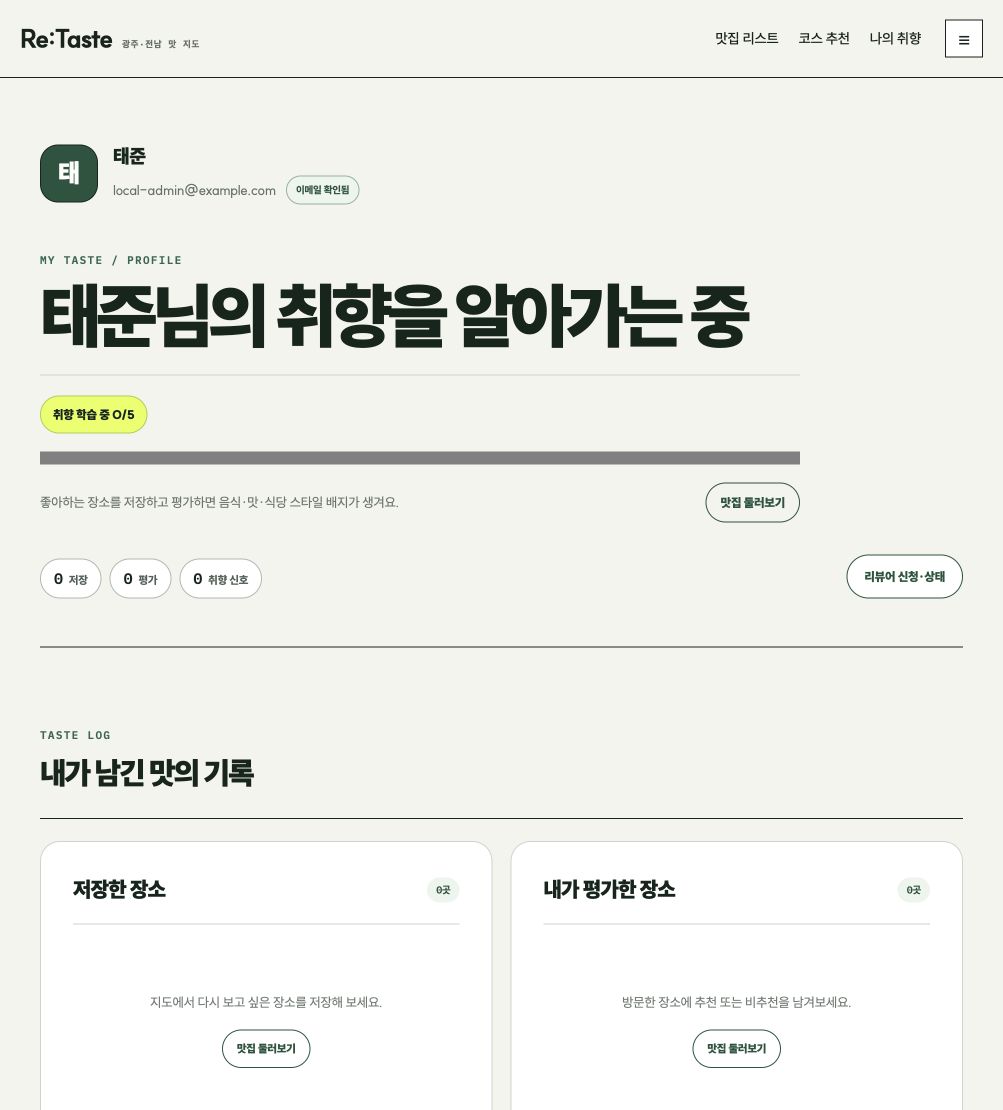 Re:Taste 광주·전남 맛 지도 맛집 리스트 코스 추천 나의 취향
태
태준
local-admin@example.com 이메일 확인됨
MY TASTE / PROFILE
태준님의 취향을 알아가는 중
취향 학습 중 0/5
좋아하는 장소를 저장하고 평가하면 음식·맛·식당 스타일 배지가 생겨요. 맛집 둘러보기
0 저장 0 평가 0 취향 신호 리뷰어 신청·상태
TASTE LOG
내가 남긴 맛의 기록
저장한 장소 0곳
내가 평가한 장소 0곳
지도에서 다시 보고 싶은 장소를 저장해 보세요.
방문한 장소에 추천 또는 비추천을 남겨보세요.
맛집 둘러보기
맛집 둘러보기